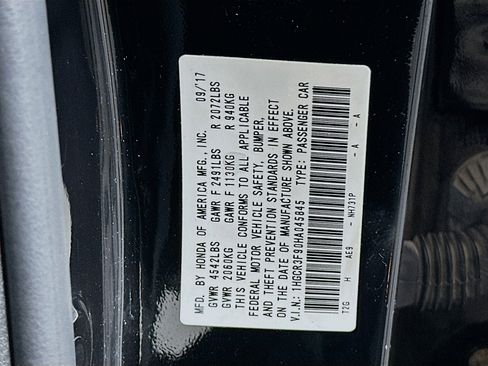 MFD. BY HONDA OF AMERICA MFG., INC. 09/17
GVWR 4542LBS GAWR F 2491LBS R 2072LBS
GVWR 2060KG GAWR F 1130KG R 940KG
THIS VEHICLE CONFORMS TO ALL APPLICABLE
FEDERAL MOTOR VEHICLE SAFETY, BUMPER,
AND THEFT PREVENTION STANDARDS IN EFFECT
ON THE DATE OF MANUFACTURE SHOWN ABOVE.
V.I.N.: 1HGCR3F90HA045845 TYPE: PASSENGER CAR
T2G H AE9 - NH731P - A - A